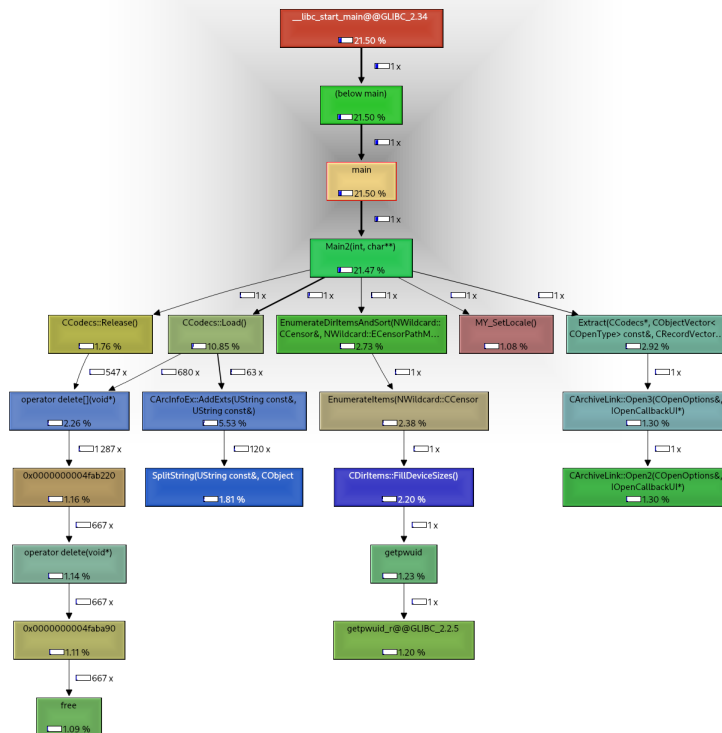 __libc_start_main@@GLIBC_2.34
21.50 %
1 x
(below main)
21.50 %
1 x
main
21.50 %
1 x
Main2(int, char**)
21.47 %
1 x
1 x
1 x
1 x
1 x
CCodecs::Release()
1.76 %
CCodecs::Load()
10.85 %
EnumerateDirItemsAndSort(NWildcard::
CCensor&, NWildcard::ECensorPathM...
2.73 %
MY_SetLocale()
1.08 %
Extract(CCodecs*, CObjectVector<
COpenType> const&, CRecordVector...
2.92 %
547 x
680 x
63 x
1 x
1 x
operator delete[](void*)
2.26 %
CArcInfoEx::AddExts(UString const&,
UString const&)
5.53 %
EnumerateItems(NWildcard::CCensor
2.38 %
CArchiveLink::Open3(COpenOptions&,
IOpenCallbackUI*)
1.30 %
1 287 x
120 x
1 x
1 x
0x0000000004fab220
1.16 %
SplitString(UString const&, CObject
1.81 %
CDirItems::FillDeviceSizes()
2.20 %
CArchiveLink::Open2(COpenOptions&,
IOpenCallbackUI*)
1.30 %
667 x
1 x
operator delete(void*)
1.14 %
getpwuid
1.23 %
667 x
1 x
0x0000000004faba90
1.11 %
getpwuid_r@@GLIBC_2.2.5
1.20 %
667 x
free
1.09 %